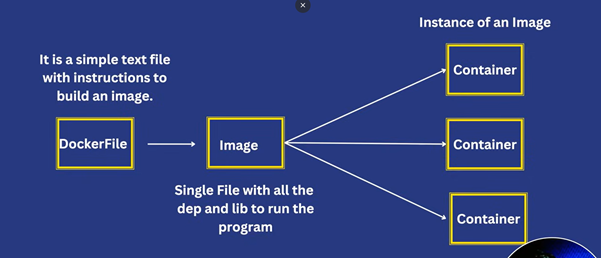 Instance of an Image
It is a simple text file
with instructions to
build an image.
DockerFile
Image
Single File with all the
dep and lib to run the
program
Container
Container
Container